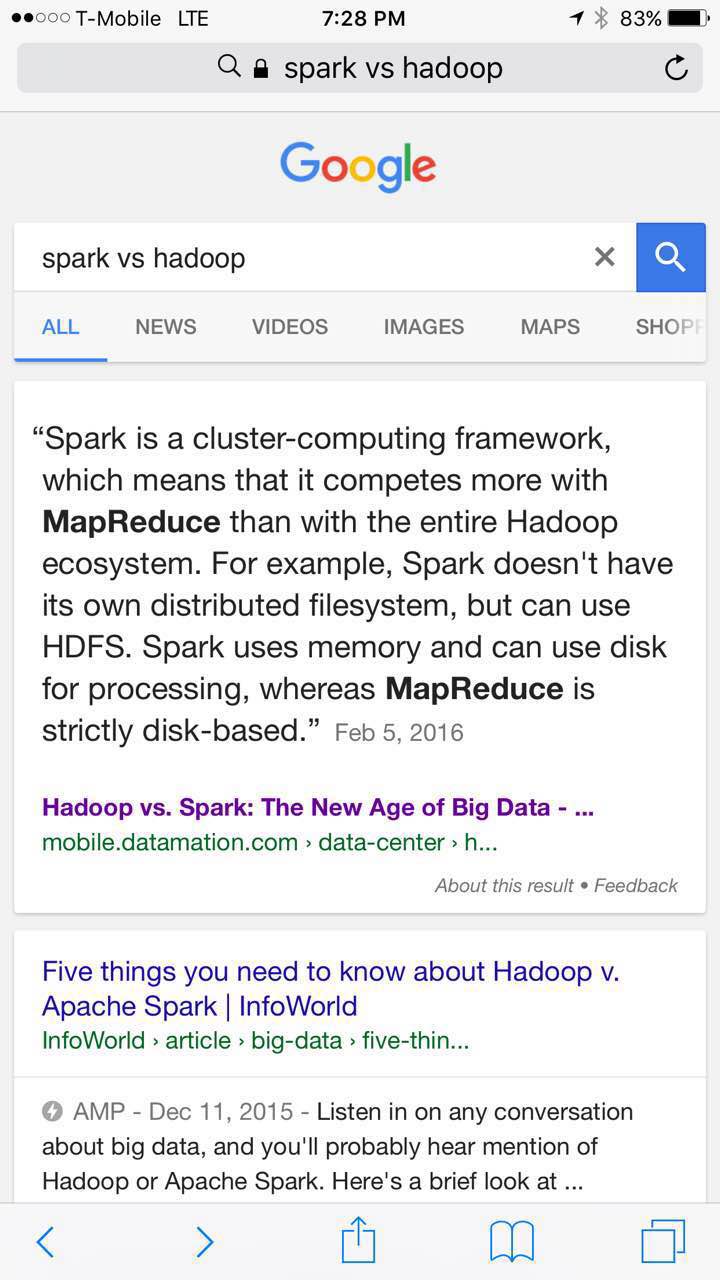 T-Mobile LTE 7:28 PM 83%
spark vs hadoop
Google
spark vs hadoop
ALL NEWS VIDEOS IMAGES MAPS SHOPP
“Spark is a cluster-computing framework,
which means that it competes more with
MapReduce than with the entire Hadoop
ecosystem. For example, Spark doesn't have
its own distributed filesystem, but can use
HDFS. Spark uses memory and can use disk
for processing, whereas MapReduce is
strictly disk-based.” Feb 5, 2016
Hadoop vs. Spark: The New Age of Big Data - ...
mobile.datamation.com › data-center › h...
About this result • Feedback
Five things you need to know about Hadoop v.
Apache Spark | InfoWorld
InfoWorld › article › big-data › five-thin...
AMP - Dec 11, 2015 - Listen in on any conversation
about big data, and you'll probably hear mention of
Hadoop or Apache Spark. Here's a brief look at ...